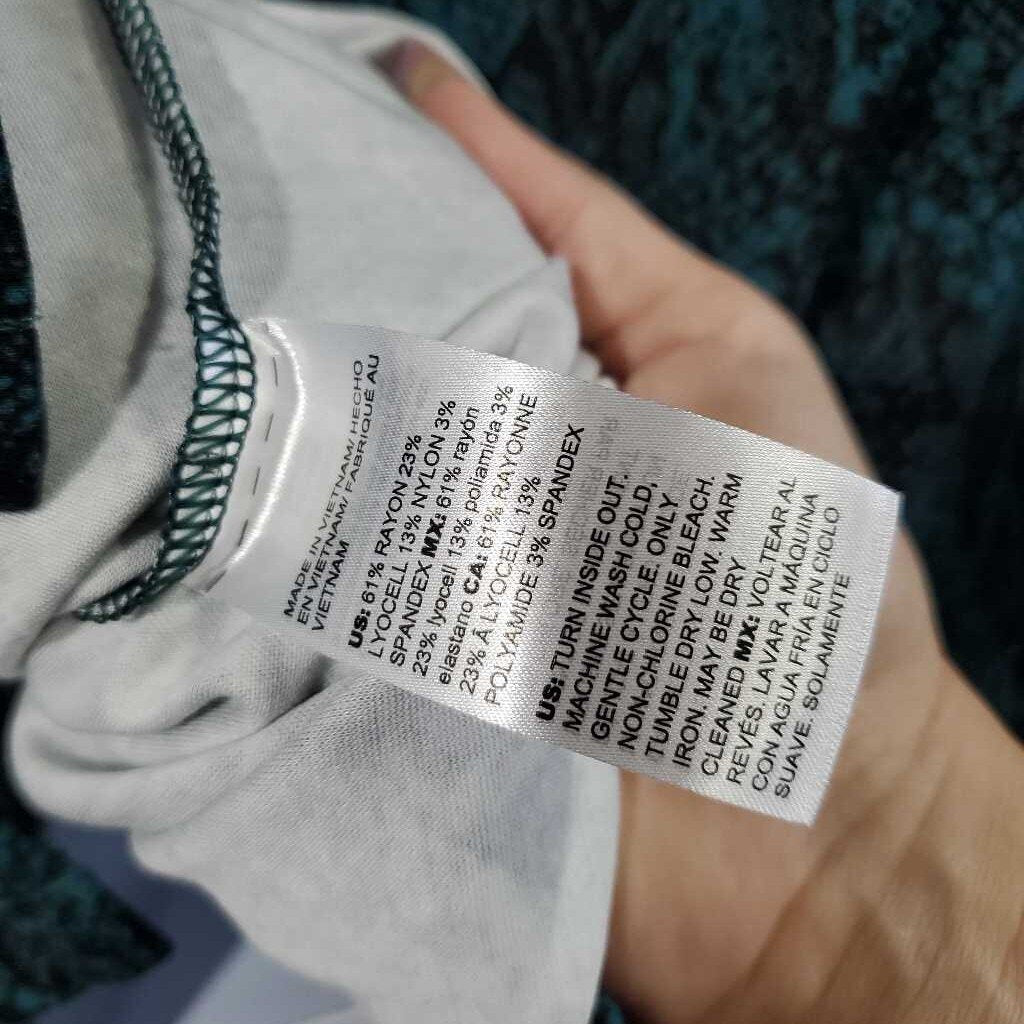 MADE IN VIETNAM/ HECHO
EN VIETNAM/ FABRIQUÉ AU
VIETNAM
US: 61% RAYON 23%
LYOCELL 13% NYLON 3%
SPANDEX MX: 61% rayón
23% lyocell 13% poliamida 3%
elastano CA: 61% RAYONNE
23% Â LYOCELL 13%
POLYAMIDE 3% SPANDEX
US: TURN INSIDE OUT.
MACHINE WASH COLD,
GENTLE CYCLE. ONLY
NON-CHLORINE BLEACH.
TUMBLE DRY LOW. WARM
IRON. MAY BE DRY
CLEANED MX: VOLTEAR AL
REVÉS. LAVAR A MÁQUINA
CON AGUA FRIA EN CICLO
SUAVE. SOLAMENTE